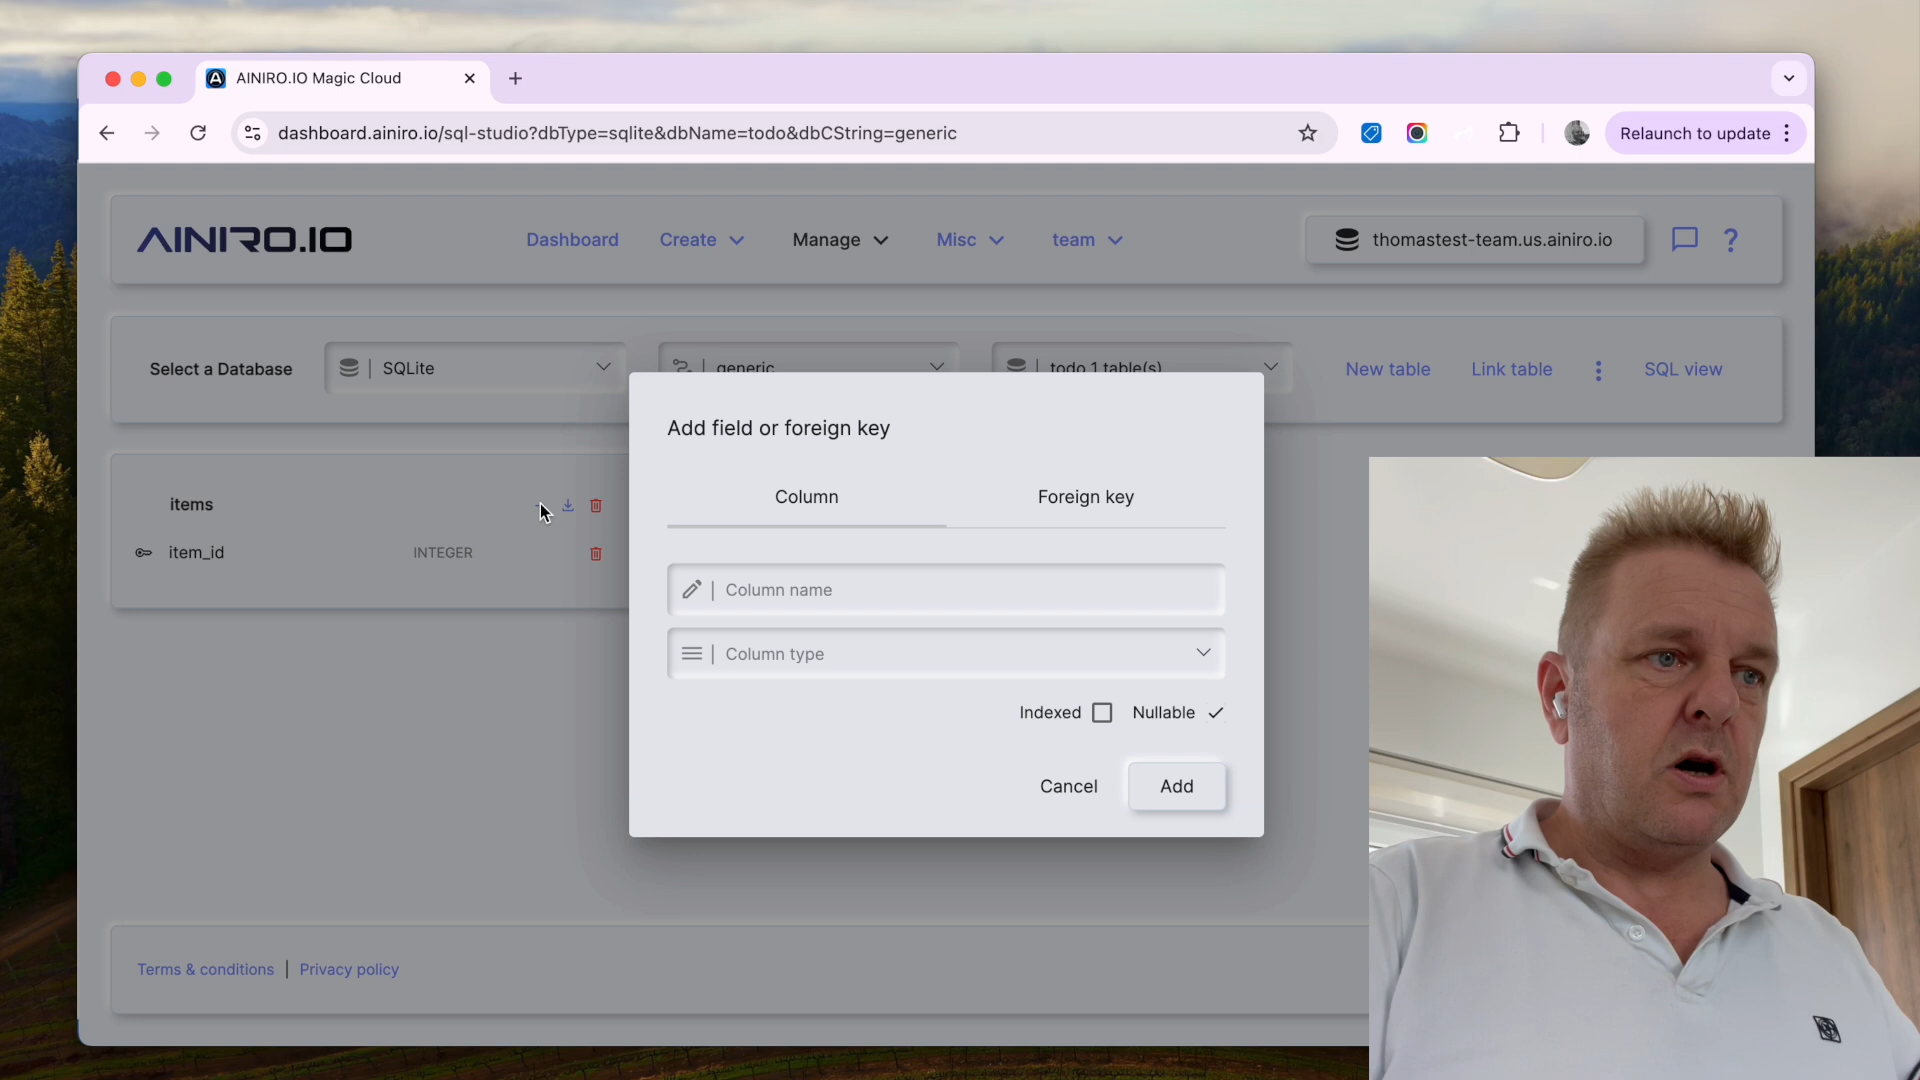 AINIRO.IO Magic Cloud
dashboard.ainiro.io/sql-studio?dbType=sqlite&dbName=todo&dbCString=generic
Relaunch to update
AINIRO.IO
Dashboard
Create
Manage
Misc
team
thomastest-team.us.ainiro.io
Select a Database
SQLite
generic
todo 1 table(s)
New table
Link table
SQL view
Add field or foreign key
Column
Foreign key
items
item_id
INTEGER
Column name
Column type
Indexed
Nullable
Cancel
Add
Terms & conditions
Privacy policy